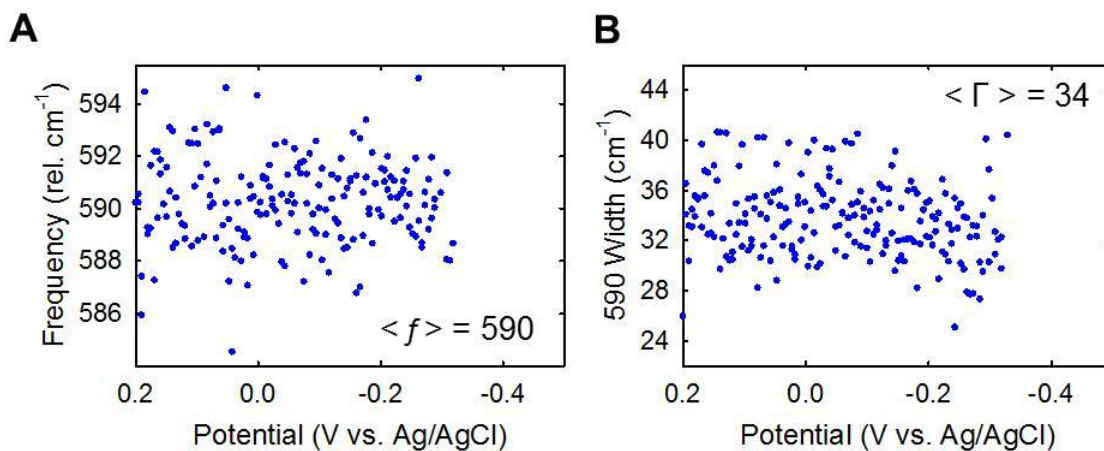 A
Frequency (rel. cm-1)
594
592
590
588
586
< f > = 590
0.2 0.0 -0.2 -0.4
Potential (V vs. Ag/AgCl)
B
590 Width (cm-1)
44
40
36
32
28
24
< Γ > = 34
0.2 0.0 -0.2 -0.4
Potential (V vs. Ag/AgCl)